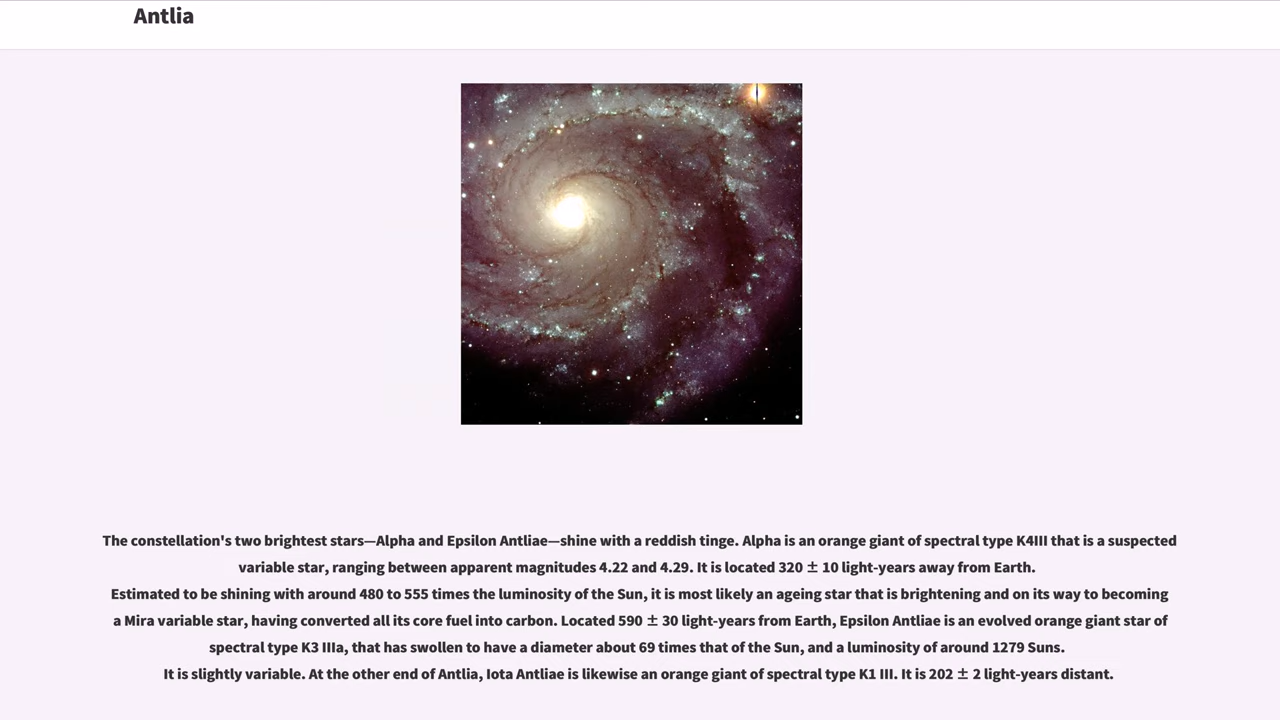 Antlia
The constellation's two brightest stars—Alpha and Epsilon Antliae—shine with a reddish tinge. Alpha is an orange giant of spectral type K4III that is a suspected
variable star, ranging between apparent magnitudes 4.22 and 4.29. It is located 320 ± 10 light-years away from Earth.
Estimated to be shining with around 480 to 555 times the luminosity of the Sun, it is most likely an ageing star that is brightening and on its way to becoming
a Mira variable star, having converted all its core fuel into carbon. Located 590 ± 30 light-years from Earth, Epsilon Antliae is an evolved orange giant star of
spectral type K3 IIIa, that has swollen to have a diameter about 69 times that of the Sun, and a luminosity of around 1279 Suns.
It is slightly variable. At the other end of Antlia, Iota Antliae is likewise an orange giant of spectral type K1 III. It is 202 ± 2 light-years distant.